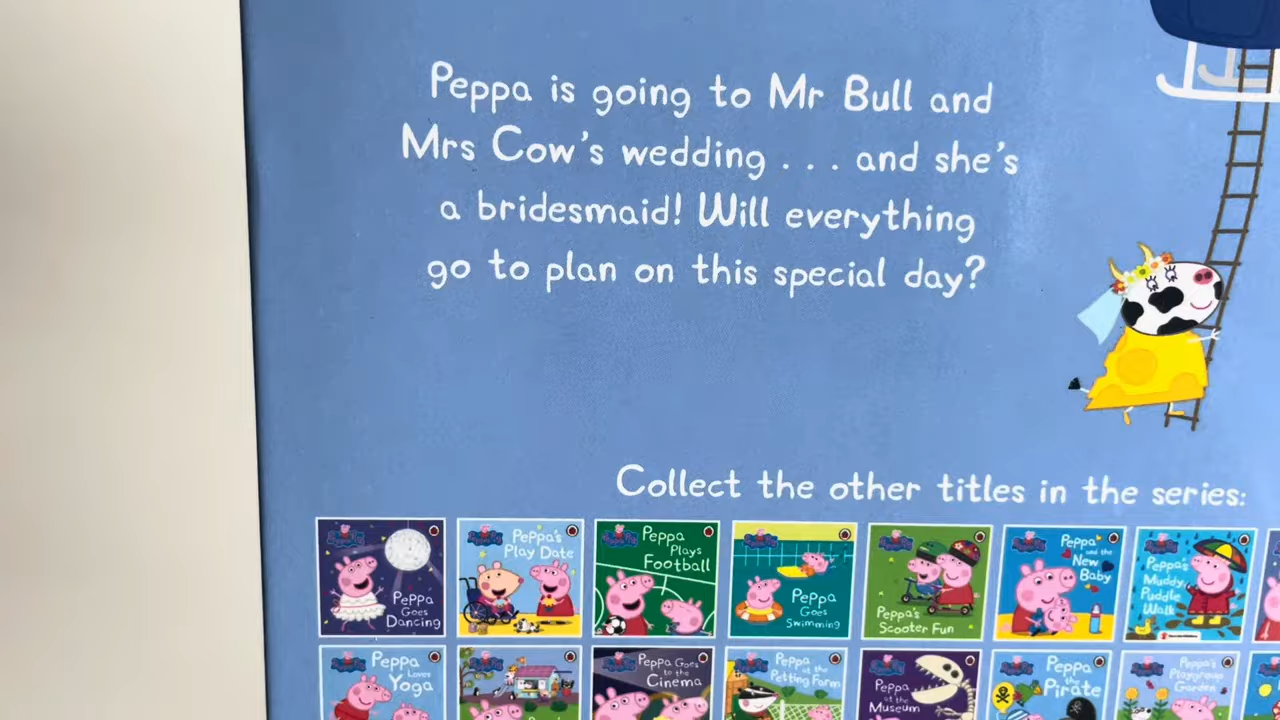 Peppa is going to Mr Bull and
Mrs Cow's wedding . . . and she's
a bridesmaid! Will everything
go to plan on this special day?
Collect the other titles in the series:
Peppa
Goes
Dancing
Peppa's
Play Date
Peppa
Plays
Football
Peppa
Goes
Swimming
Peppa's
Scooter Fun
Peppa
and the
New
Baby
Peppa's
Muddy
Puddle
Walk
Peppa
Loves
Yoga
Peppa Goes
to the
Cinema
Peppa
at the
Petting Farm
Peppa
at the
Museum
Peppa
the
Pirate
Peppa's
Playgroup
Garden